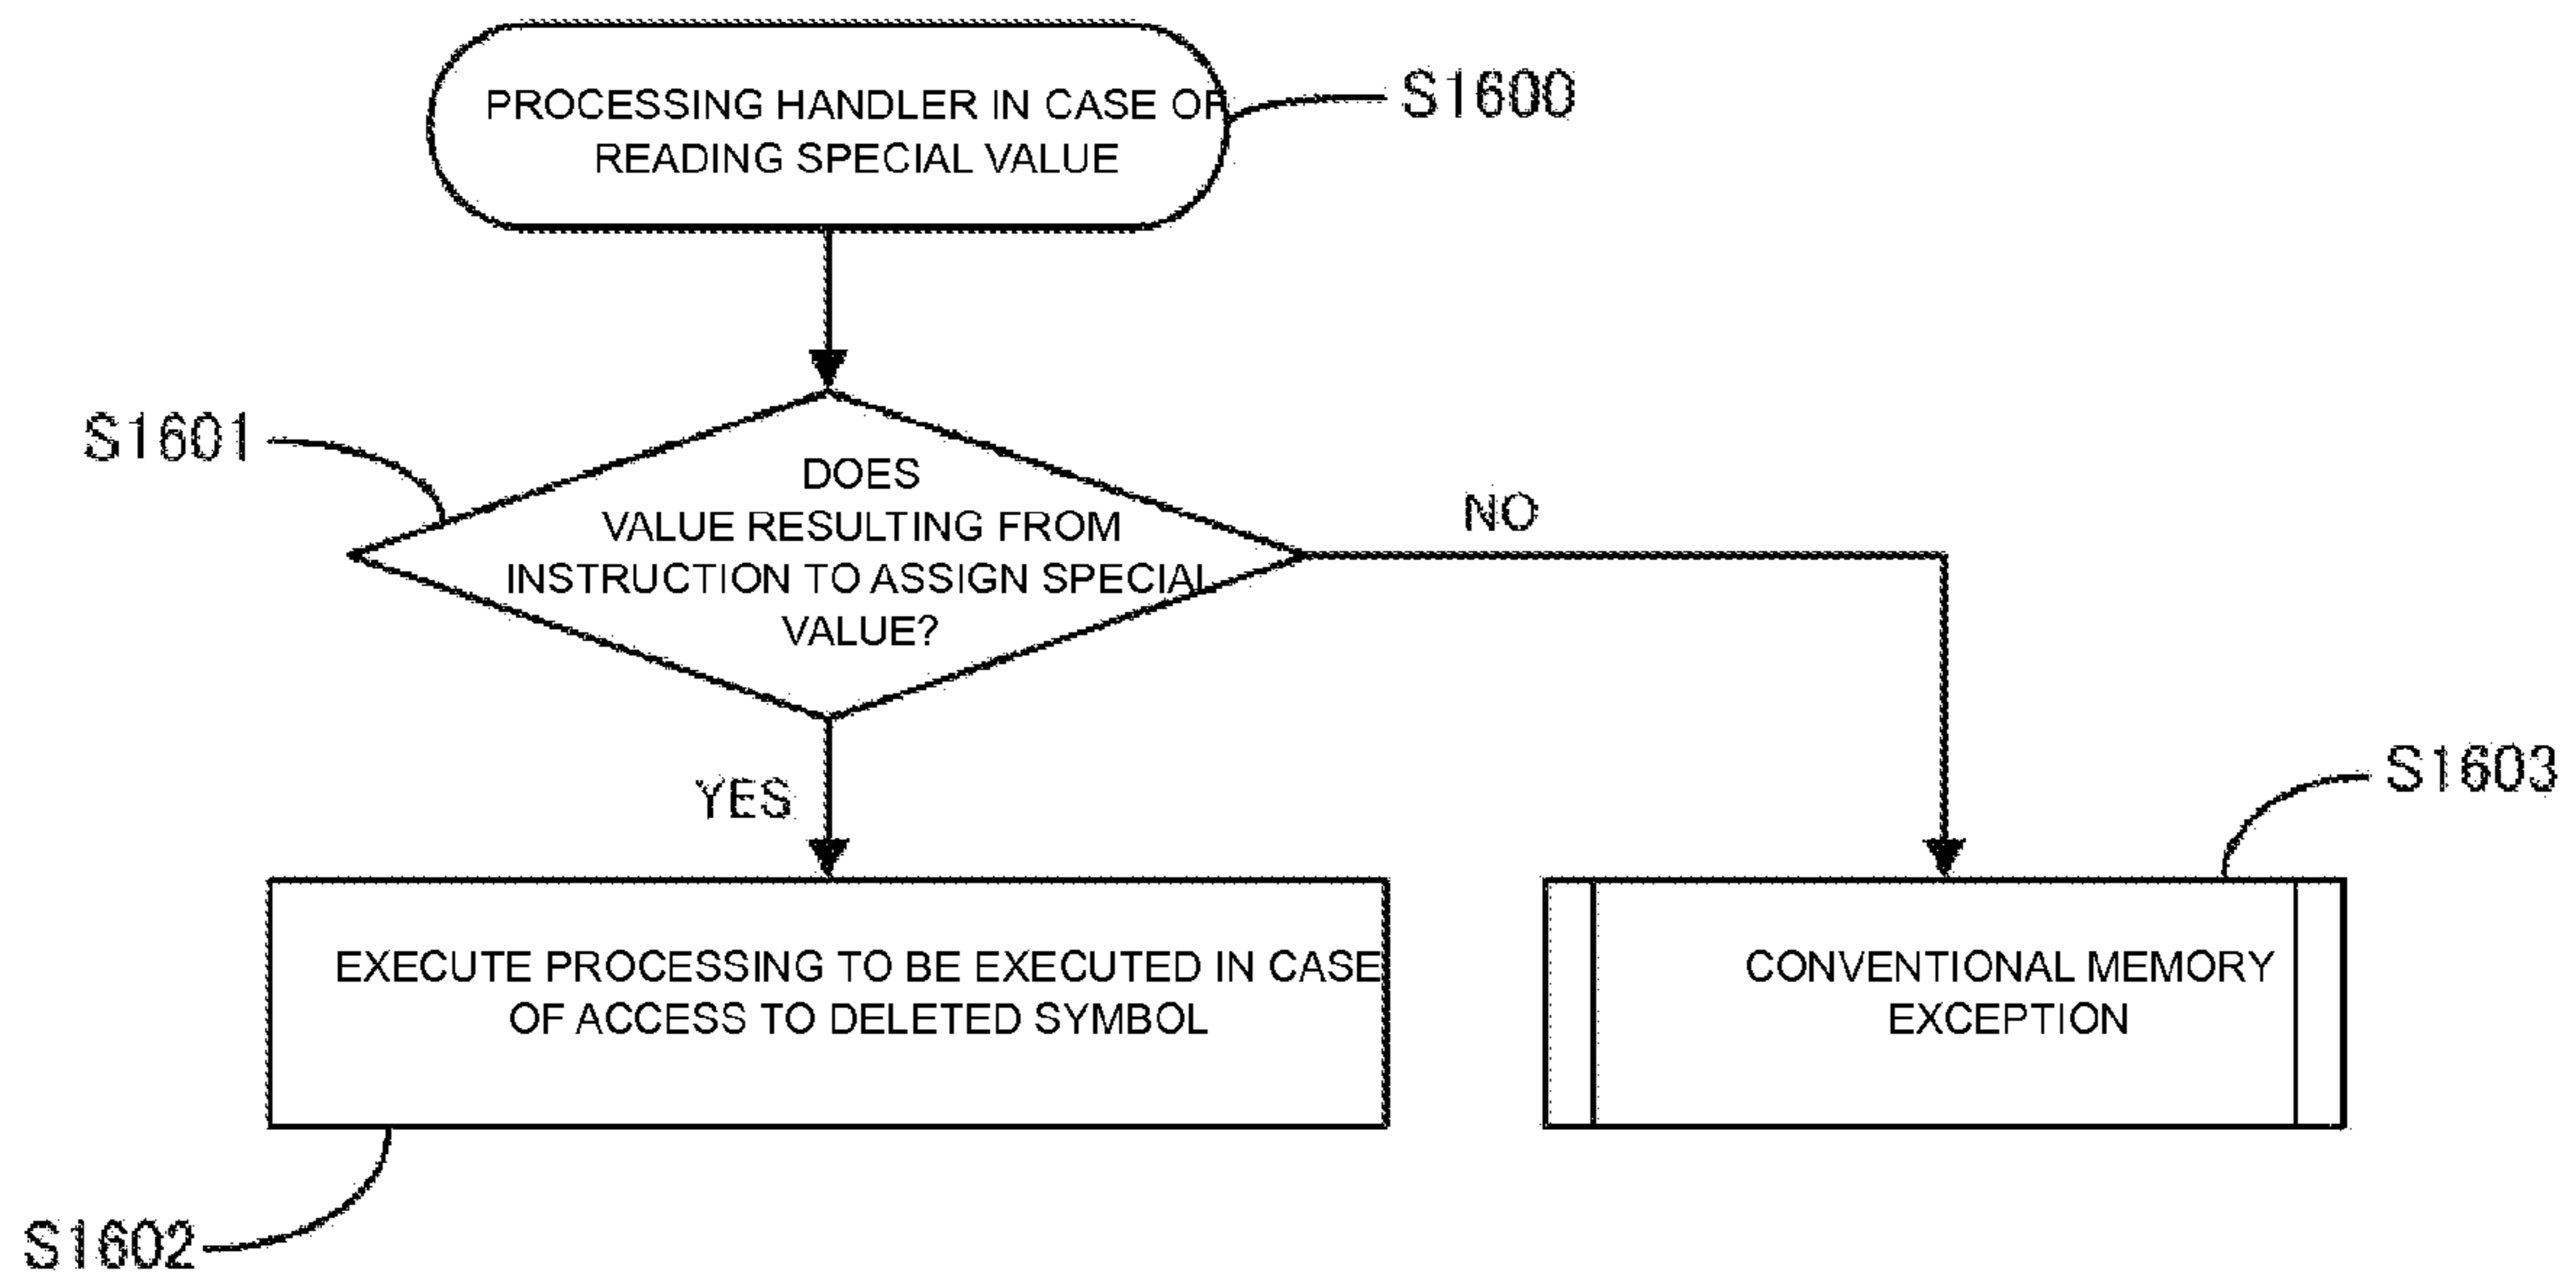 PROCESSING HANDLER IN CASE OF
READING SPECIAL VALUE
S1600
S1601
DOES
VALUE RESULTING FROM
INSTRUCTION TO ASSIGN SPECIAL
VALUE?
NO
YES
S1603
EXECUTE PROCESSING TO BE EXECUTED IN CASE
OF ACCESS TO DELETED SYMBOL
CONVENTIONAL MEMORY
EXCEPTION
S1602